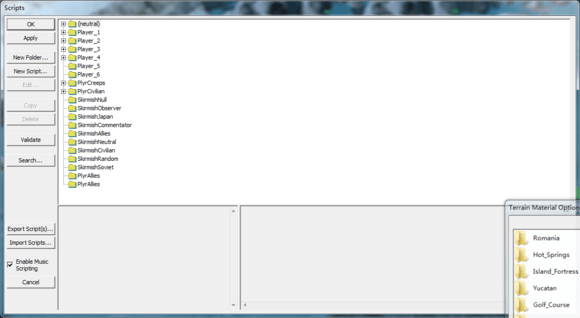 Scripts
OK
Apply
New Folder...
New Script...
Edit...
Copy
Delete
Validate
Search...
Export Script(s)...
Import Scripts...
Enable Music
Scripting
Cancel
(neutral)
Player_1
Player_2
Player_3
Player_4
Player_5
Player_6
PlyrCreeps
PlyrCivilian
SkirmishNull
SkirmishObserver
SkirmishJapan
SkirmishCommentator
SkirmishAllies
SkirmishNeutral
SkirmishCivilian
SkirmishRandom
SkirmishSoviet
PlyrAllies
PlyrAllies
Terrain Material Option
Romania
Hot_Springs
Island_Fortress
Yucatan
Golf_Course